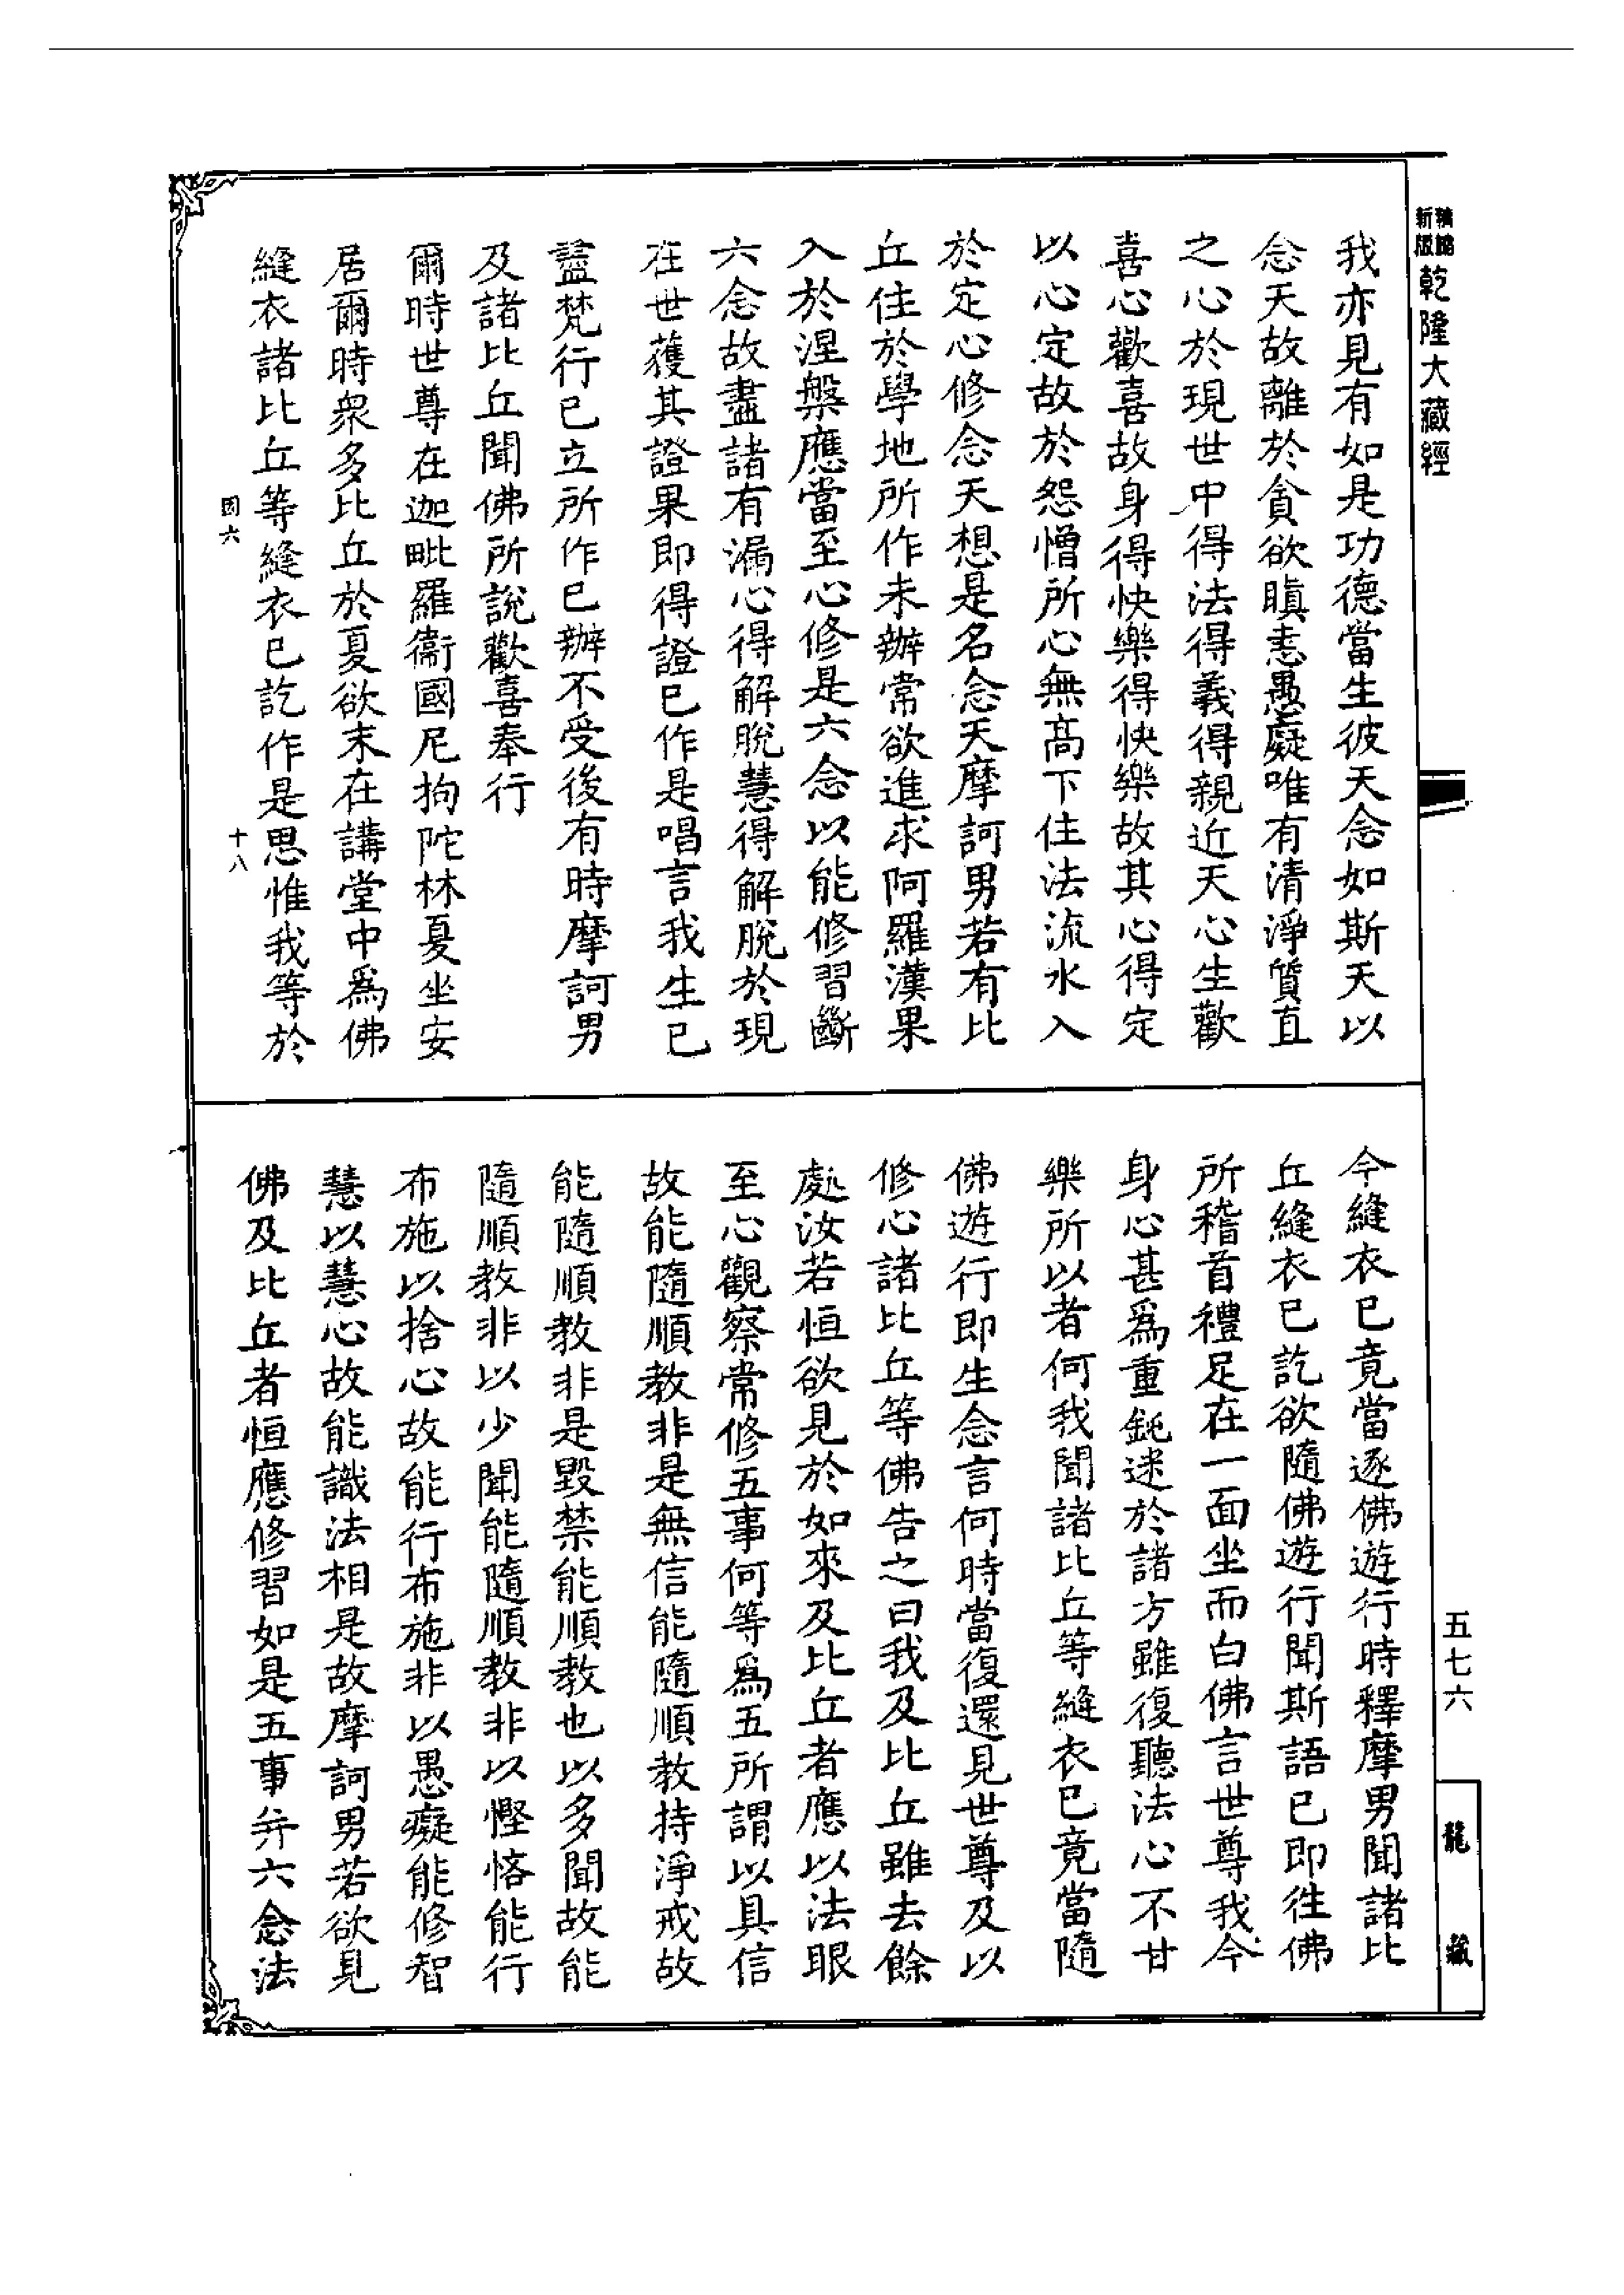 新版
精縮
乾隆大藏經
我亦見有如是功德當生彼天念如斯天以
念天故離於貪欲瞋恚愚癡唯有清淨質直
之心於現世中得法得義得親近天心生歡
喜心歡喜故身得快樂得快樂故其心得定
以心定故於怨憎所心無高下住法流水入
於定心修念天想是名念天摩訶男若有比
丘住於學地所作未辦常欲進求阿羅漢果
入於涅槃應當至心修是六念以能修習斷
六念故盡諸有漏心得解脫慧得解脫於現
在世獲其證果即得證已作是唱言我生已
盡梵行已立所作已辦不受後有時摩訶男
及諸比丘聞佛所說歡喜奉行
爾時世尊在迦毗羅衞國尼拘陀林夏坐安
居爾時衆多比丘於夏欲末在講堂中爲佛
縫衣諸比丘等縫衣已訖作是思惟我等於
十八
今縫衣已竟當逐佛遊行時釋摩男聞諸比
丘縫衣已訖欲隨佛遊行聞斯語已即往佛
所稽首禮足在一面坐而白佛言世尊我今
身心甚爲重鈍迷於諸方雖復聽法心不甘
樂所以者何我聞諸比丘等縫衣已竟當隨
佛遊行即生念言何時當復還見世尊及以
修心諸比丘等佛告之曰我及比丘雖去餘
處汝若恒欲見於如來及比丘者應以法眼
至心觀察常修五事何等爲五所謂以具信
故能隨順教非是無信能隨順教持淨戒故
能隨順教非是毀禁能順教也以多聞故能
隨順教非以少聞能隨順教非以慳悋能行
布施以捨心故能行布施非以愚癡能修智
慧以慧心故能識法相是故摩訶男若欲見
佛及比丘者恒應修習如是五事并六念法
五七六
龍藏